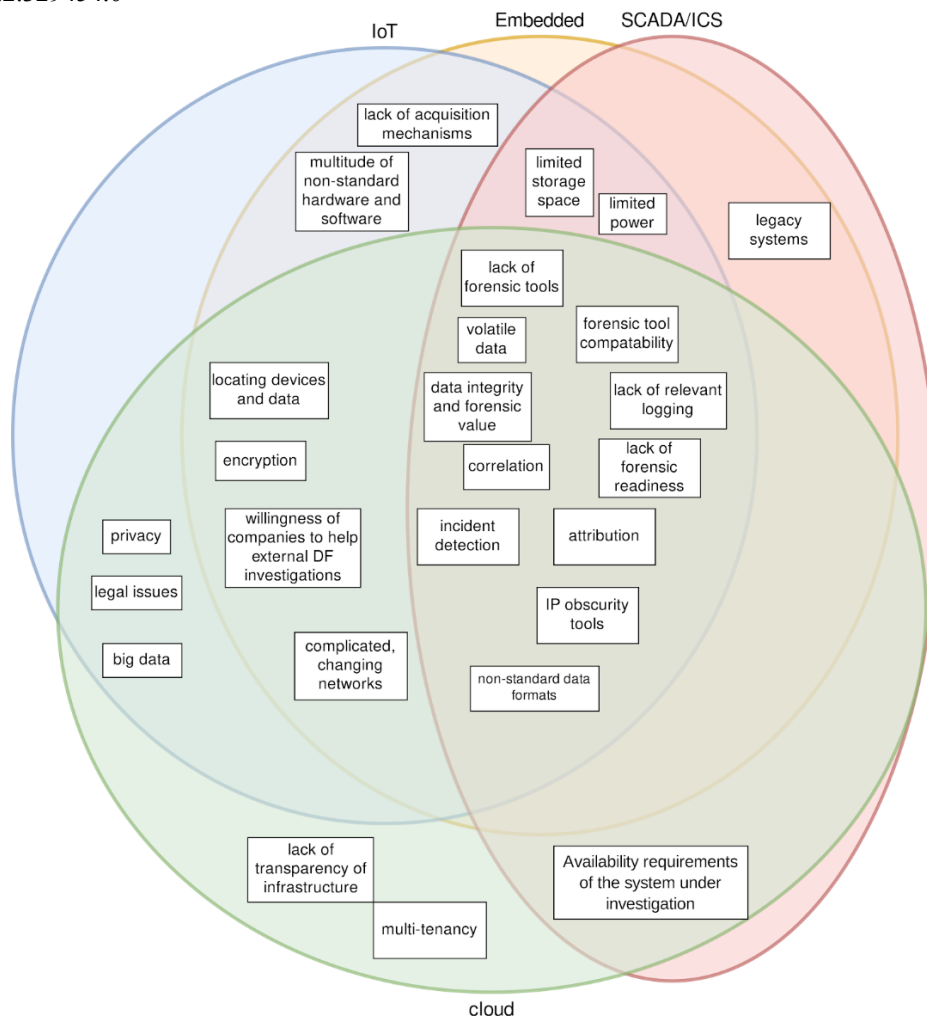 IoT
Embedded
SCADA/ICS
lack of acquisition
mechanisms
multitude of
non-standard
hardware and
software
limited
storage
space
limited
power
legacy
systems
lack of
forensic tools
volatile
data
forensic tool
compatability
locating devices
and data
data integrity
and forensic
value
lack of relevant
logging
encryption
correlation
lack of
forensic
readiness
privacy
willingness of
companies to help
external DF
investigations
incident
detection
attribution
legal issues
IP obscurity
tools
big data
complicated,
changing
networks
non-standard data
formats
lack of
transparency of
infrastructure
multi-tenancy
Availability requirements
of the system under
investigation
cloud